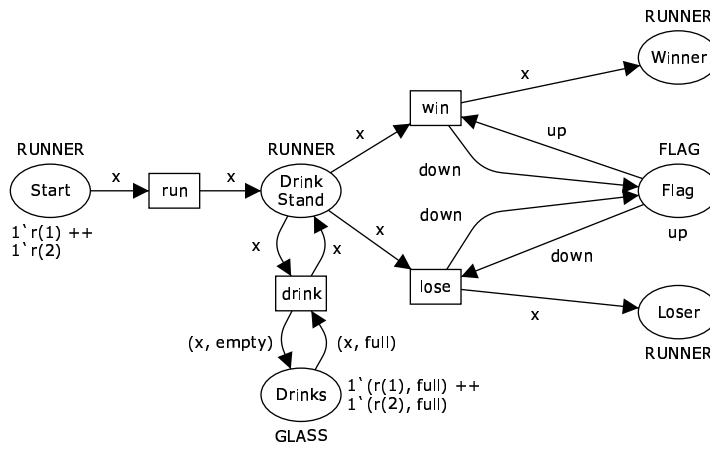 RUNNER
Winner
x
win
up
RUNNER
x
RUNNER
FLAG
Start
x
run
x
Drink
Stand
down
Flag
1`r(1) ++
1`r(2)
down
up
x
x
x
down
drink
lose
x
Loser
(x, empty)
(x, full)
RUNNER
Drinks
1`(r(1), full) ++
1`(r(2), full)
GLASS